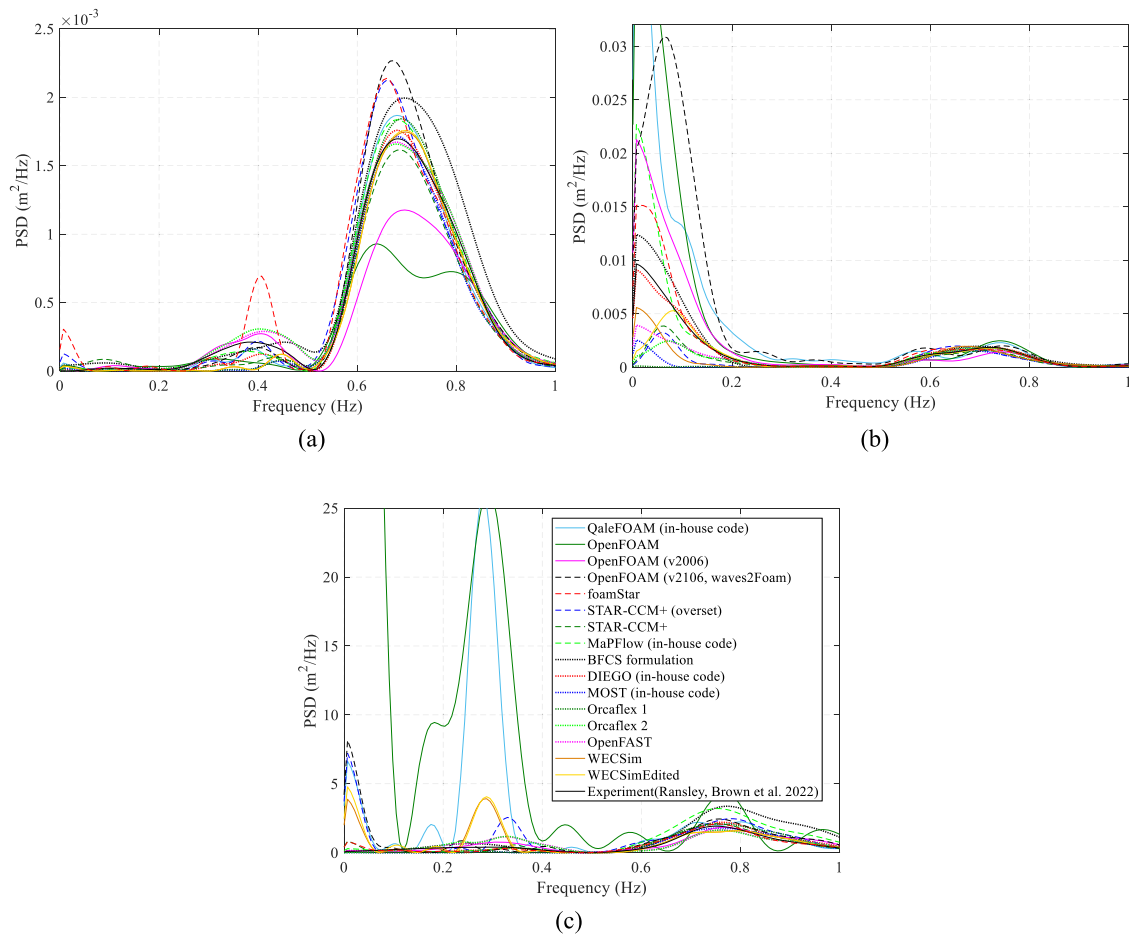 ×10⁻³
2.5
2
1.5
1
0.5
0
PSD (m²/Hz)
0 0.2 0.4 0.6 0.8 1
Frequency (Hz)
(a)
0.03
0.025
0.02
0.015
0.01
0.005
0
PSD (m²/Hz)
0 0.2 0.4 0.6 0.8 1
Frequency (Hz)
(b)
25
20
15
10
5
0
PSD (m²/Hz)
QaleFOAM (in-house code)
OpenFOAM
OpenFOAM (v2006)
OpenFOAM (v2106, waves2Foam)
foamStar
STAR-CCM+ (overset)
STAR-CCM+
MaPFlow (in-house code)
BFCS formulation
DIEGO (in-house code)
MOST (in-house code)
Orcaflex 1
Orcaflex 2
OpenFAST
WECSim
WECSimEdited
Experiment(Ransley, Brown et al. 2022)
0 0.2 0.4 0.6 0.8 1
Frequency (Hz)
(c)